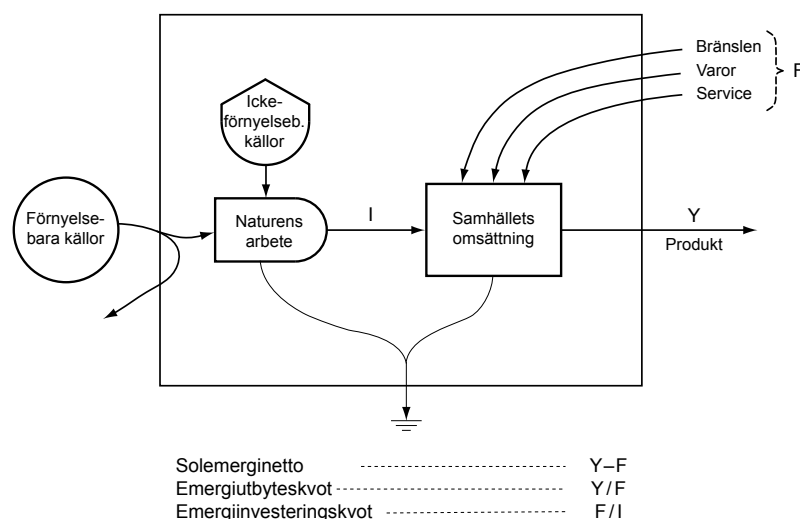 Bränslen
Varor
Service
F
Icke-
förnyelseb.
källor
Förnyelse-
bara källor
Naturens
arbete
I
Samhällets
omsättning
Y
Produkt
Solemerginetto Y–F
Emergiutbyteskvot Y/F
Emergiinvesteringskvot F/I